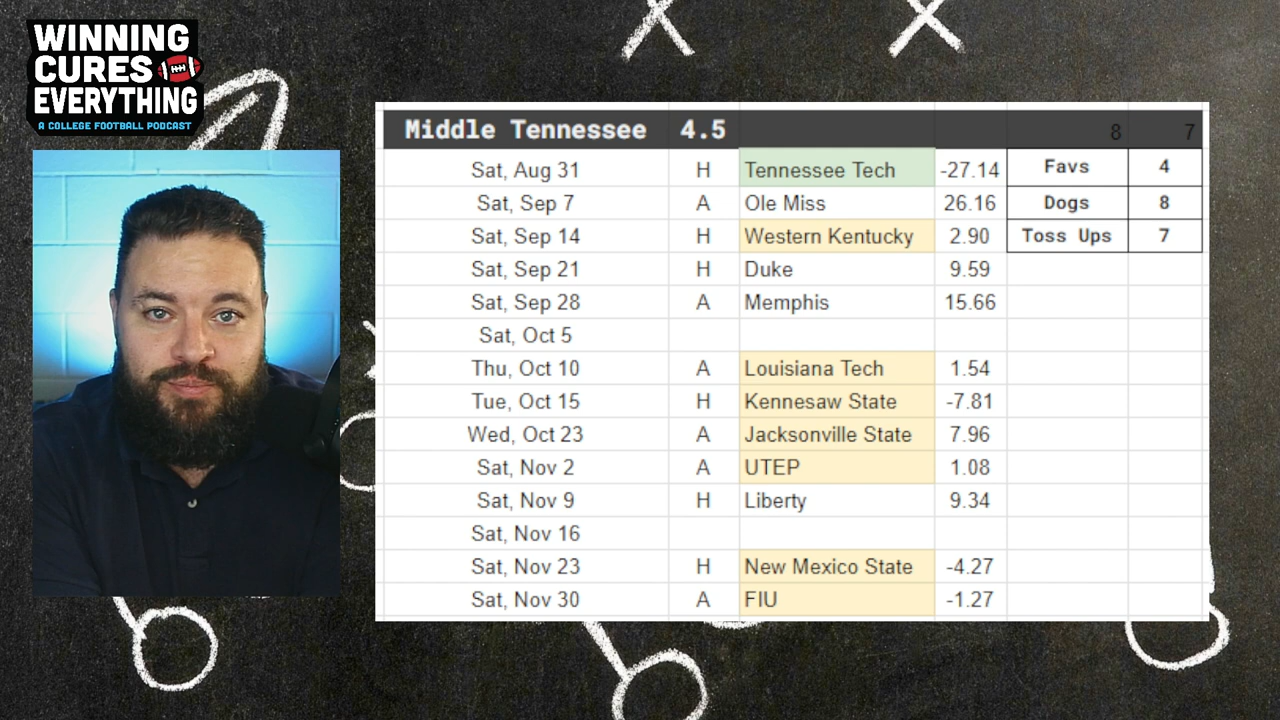 WINNING
CURES
EVERYTHING
A COLLEGE FOOTBALL PODCAST
Middle Tennessee 4.5 8 7
Sat, Aug 31 H Tennessee Tech -27.14 Favs 4
Sat, Sep 7 A Ole Miss 26.16 Dogs 8
Sat, Sep 14 H Western Kentucky 2.90 Toss Ups 7
Sat, Sep 21 H Duke 9.59
Sat, Sep 28 A Memphis 15.66
Sat, Oct 5
Thu, Oct 10 A Louisiana Tech 1.54
Tue, Oct 15 H Kennesaw State -7.81
Wed, Oct 23 A Jacksonville State 7.96
Sat, Nov 2 A UTEP 1.08
Sat, Nov 9 H Liberty 9.34
Sat, Nov 16
Sat, Nov 23 H New Mexico State -4.27
Sat, Nov 30 A FIU -1.27